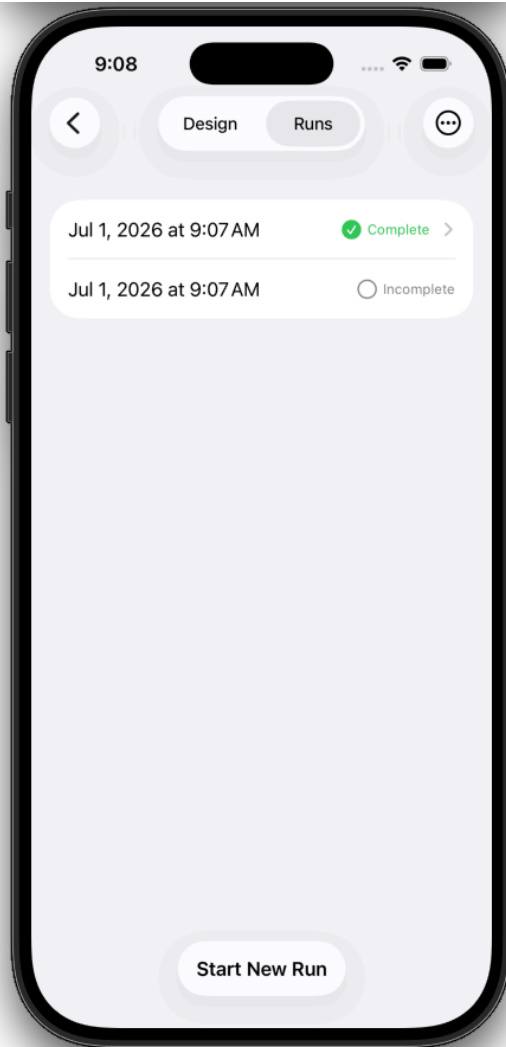 9:08
Design Runs
Jul 1, 2026 at 9:07 AM Complete
Jul 1, 2026 at 9:07 AM Incomplete
Start New Run